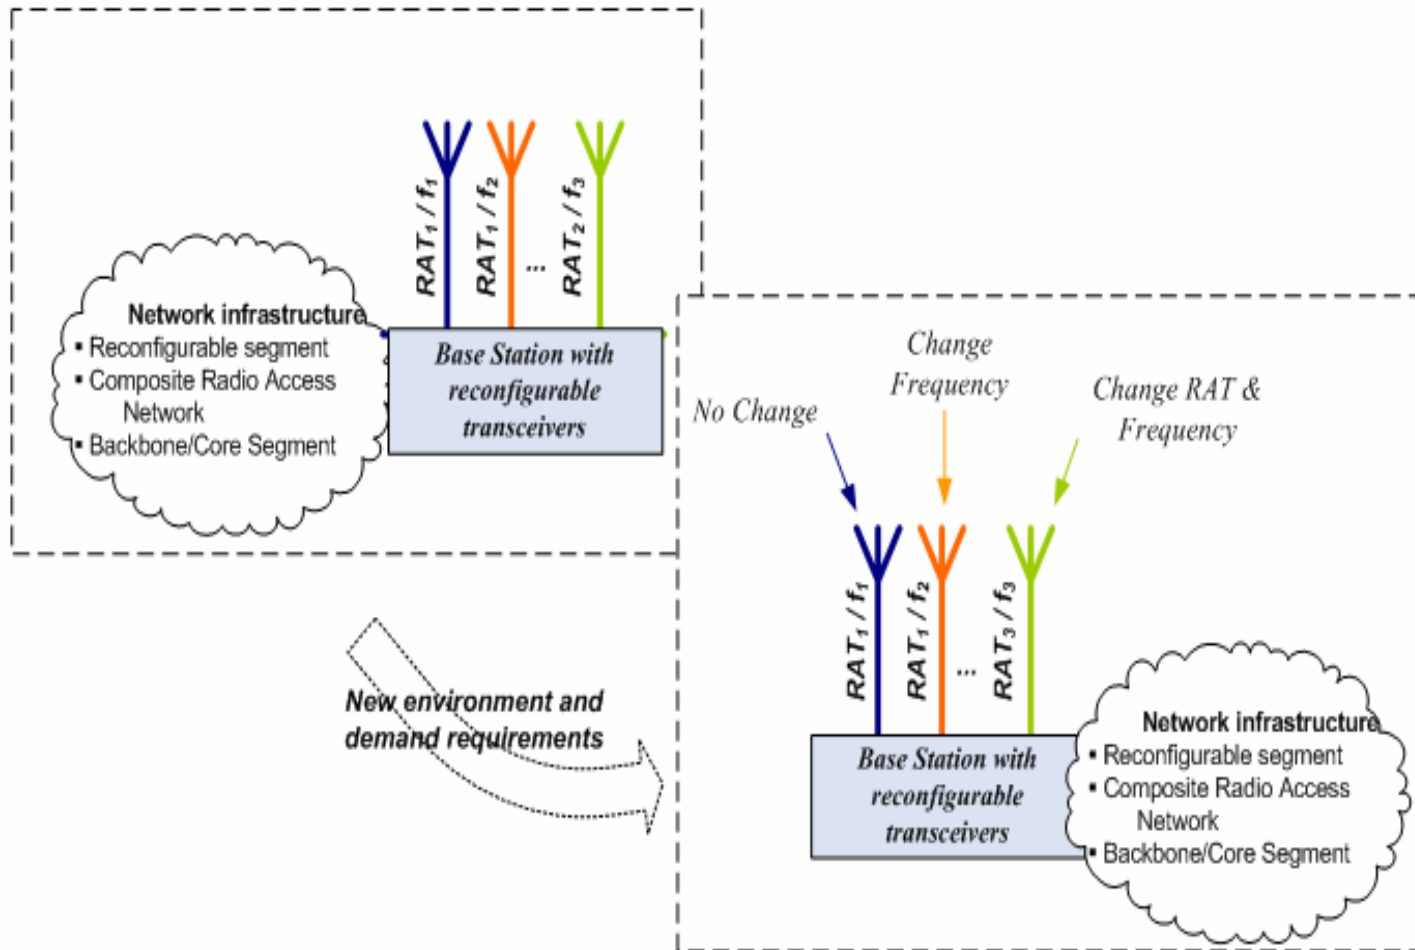 RAT₁ / f₁
RAT₁ / f₂
...
RAT₂ / f₃
Network infrastructure
▪ Reconfigurable segment
▪ Composite Radio Access
Network
▪ Backbone/Core Segment
Base Station with
reconfigurable
transceivers
New environment and
demand requirements
No Change
Change
Frequency
Change RAT &
Frequency
RAT₁ / f₁
RAT₁ / f₂
...
RAT₃ / f₃
Base Station with
reconfigurable
transceivers
Network infrastructure
▪ Reconfigurable segment
▪ Composite Radio Access
Network
▪ Backbone/Core Segment